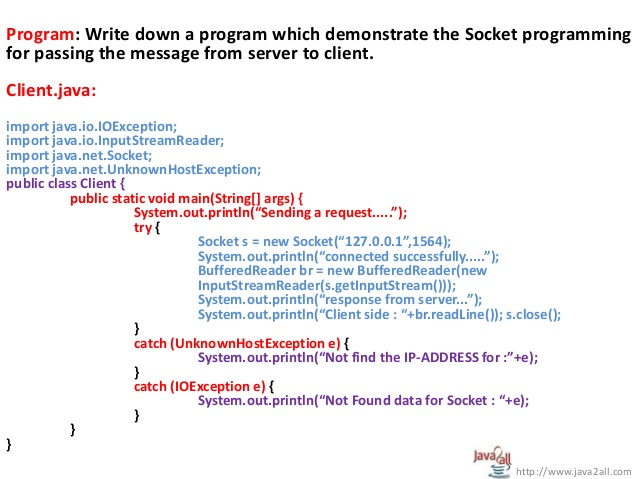 Program: Write down a program which demonstrate the Socket programming
for passing the message from server to client.
Client.java:
import java.io.IOException;
import java.io.InputStreamReader;
import java.net.Socket;
import java.net.UnknownHostException;
public class Client {
public static void main(String[] args) {
System.out.println(“Sending a request.....”);
try {
Socket s = new Socket(“127.0.0.1”,1564);
System.out.println(“connected successfully.....”);
BufferedReader br = new BufferedReader(new
InputStreamReader(s.getInputStream()));
System.out.println(“response from server...”);
System.out.println(“Client side : “+br.readLine()); s.close();
}
catch (UnknownHostException e) {
System.out.println(“Not find the IP-ADDRESS for :”+e);
}
catch (IOException e) {
System.out.println(“Not Found data for Socket : “+e);
}
}
}
Java2all
http://www.java2all.com